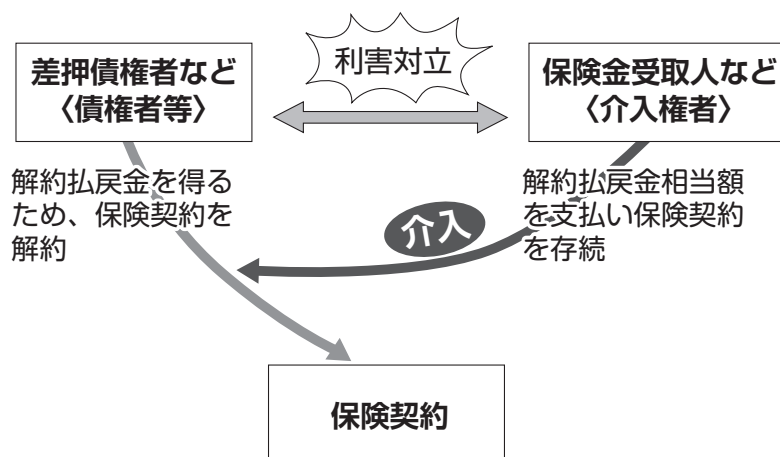 利害対立
差押債権者など
〈債権者等〉
保険金受取人など
〈介入権者〉
解約払戻金を得る
ため、保険契約を
解約
解約払戻金相当額
を支払い保険契約
を存続
介入
保険契約